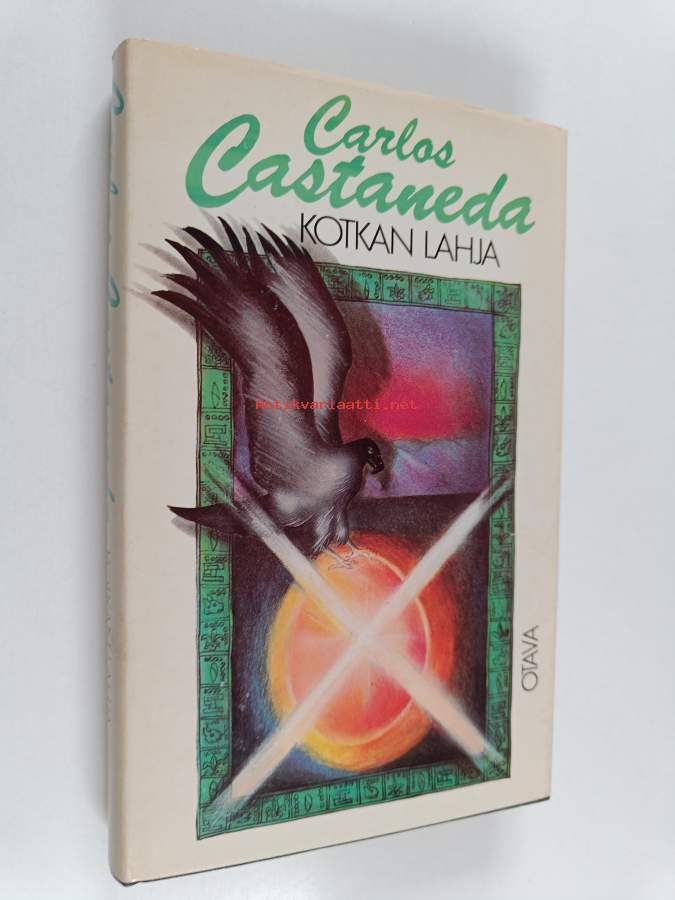 Carlos
Castaneda
KOTKAN LAHJA
Antikvariaatti.net
OTAVA